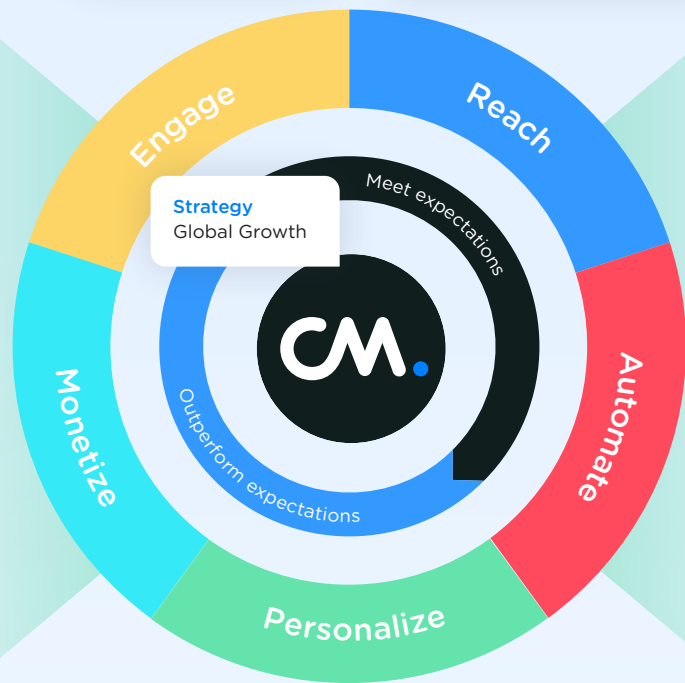 Engage
Reach
Strategy
Global Growth
Meet expectations
CM.
Outperform expectations
Monetize
Automate
Personalize